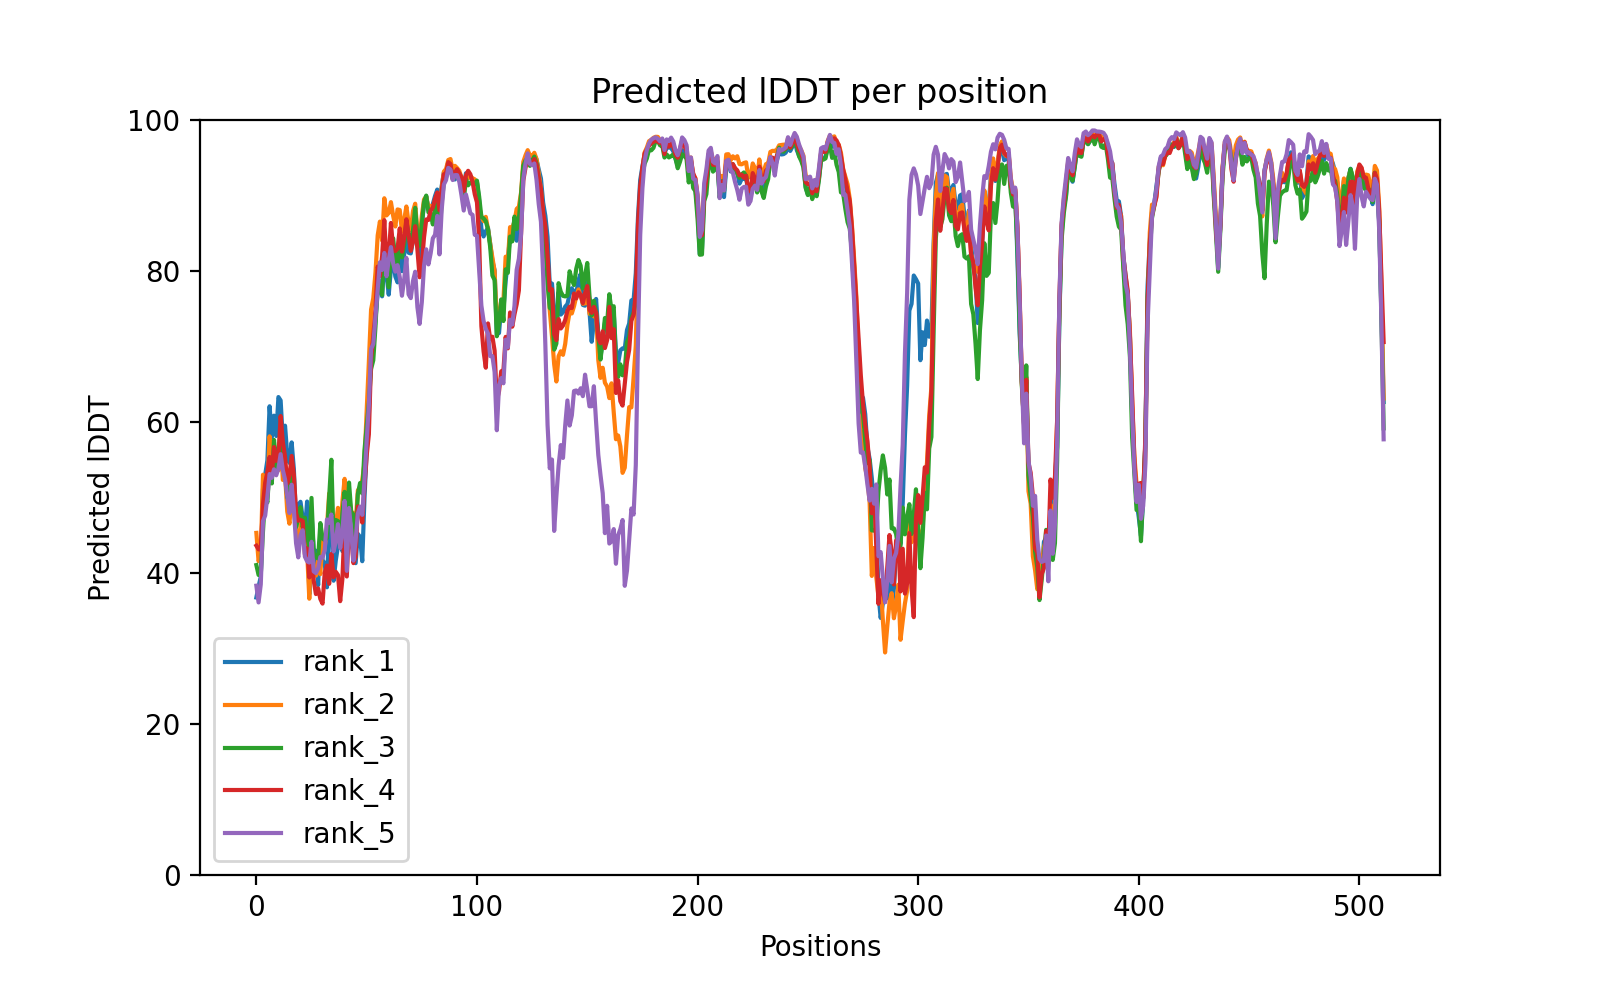 Predicted lDDT per position
100
80
60
40
20
0
Predicted lDDT
rank_1
rank_2
rank_3
rank_4
rank_5
0 100 200 300 400 500
Positions